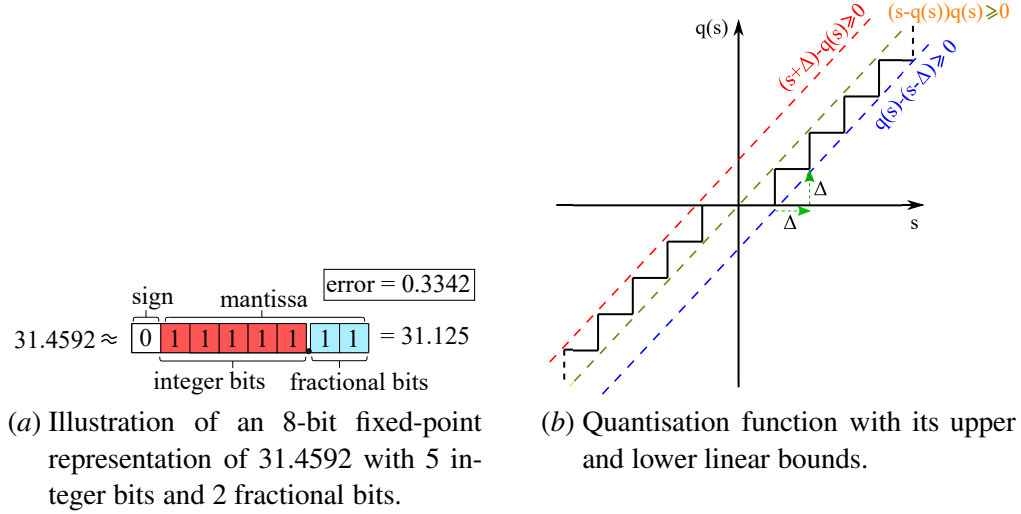 error = 0.3342
sign mantissa
31.4592 ≈ 0 1 1 1 1 1 . 1 1 = 31.125
integer bits fractional bits
(a) Illustration of an 8-bit fixed-point
representation of 31.4592 with 5 in-
teger bits and 2 fractional bits.
q(s)
(s+Δ)-q(s)⩾0
(s-q(s))q(s)⩾0
q(s)-(s-Δ)⩾0
Δ
Δ
s
(b) Quantisation function with its upper
and lower linear bounds.